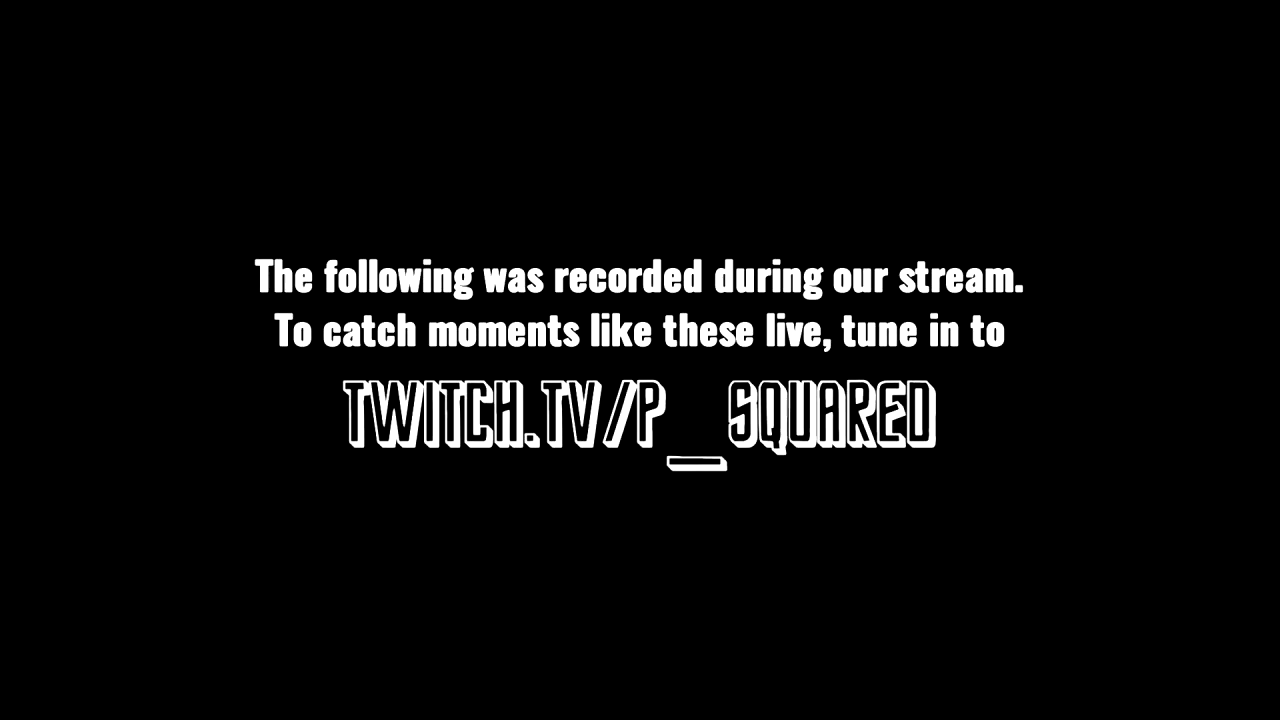 The following was recorded during our stream.
To catch moments like these live, tune in to
TWITCH.TV/P_SQUARED